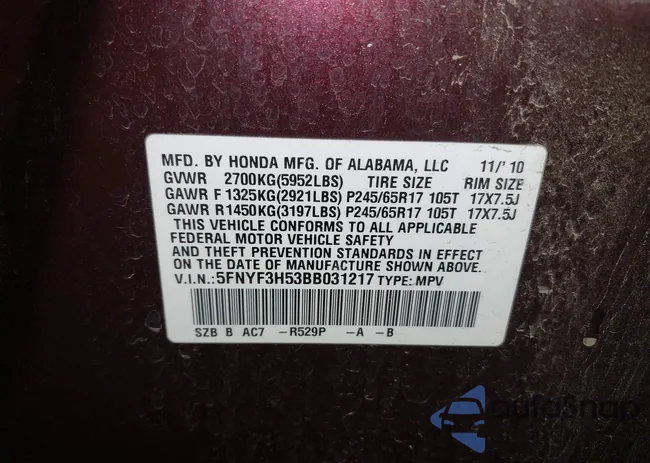 MFD. BY HONDA MFG. OF ALABAMA, LLC 11/'10
GVWR 2700KG(5952LBS) TIRE SIZE RIM SIZE
GAWR F 1325KG(2921LBS) P245/65R17 105T 17X7.5J
GAWR R 1450KG(3197LBS) P245/65R17 105T 17X7.5J
THIS VEHICLE CONFORMS TO ALL APPLICABLE
FEDERAL MOTOR VEHICLE SAFETY
AND THEFT PREVENTION STANDARDS IN EFFECT
ON THE DATE OF MANUFACTURE SHOWN ABOVE.
V.I.N.: 5FNYF3H53BB031217 TYPE: MPV
SZB B AC7 –R529P –A –B
autoSnap